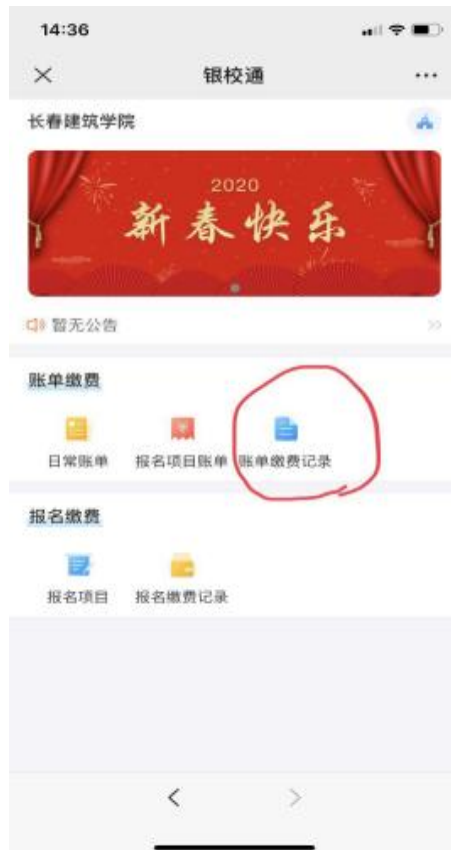 14:36
银校通
长春建筑学院
2020
新春快乐
暂无公告
账单缴费
日常账单 报名项目账单 账单缴费记录
报名缴费
报名项目 报名缴费记录